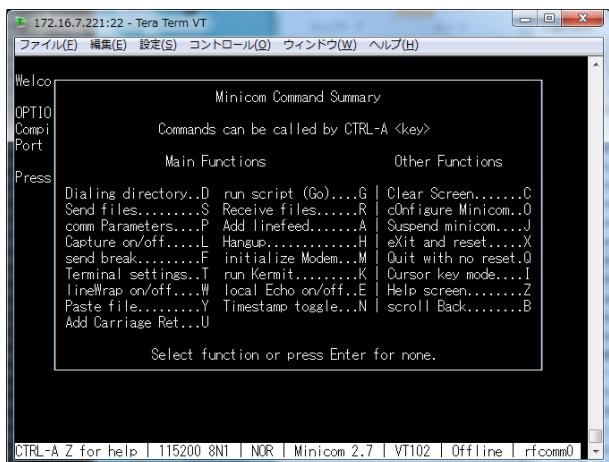 172.16.7.221:22 - Tera Term VT
ファイル(F) 編集(E) 設定(S) コントロール(O) ウィンドウ(W) ヘルプ(H)
Welco
Minicom Command Summary
OPTIO
Compi Commands can be called by CTRL-A <key>
Port
Main Functions Other Functions
Press
Dialing directory..D run script (Go)....G | Clear Screen.......C
Send files.........S Receive files......R | cOnfigure Minicom..O
comm Parameters....P Add linefeed.......A | Suspend minicom....J
Capture on/off.....L Hangup.............H | eXit and reset.....X
send break.........F initialize Modem...M | Quit with no reset.Q
Terminal settings..T run Kermit.........K | Cursor key mode....I
lineWrap on/off....W local Echo on/off..E | Help screen........Z
Paste file.........Y Timestamp toggle...N | scroll Back........B
Add Carriage Ret...U
Select function or press Enter for none.
CTRL-A Z for help | 115200 8N1 | NOR | Minicom 2.7 | VT102 | Offline | rfcomm0